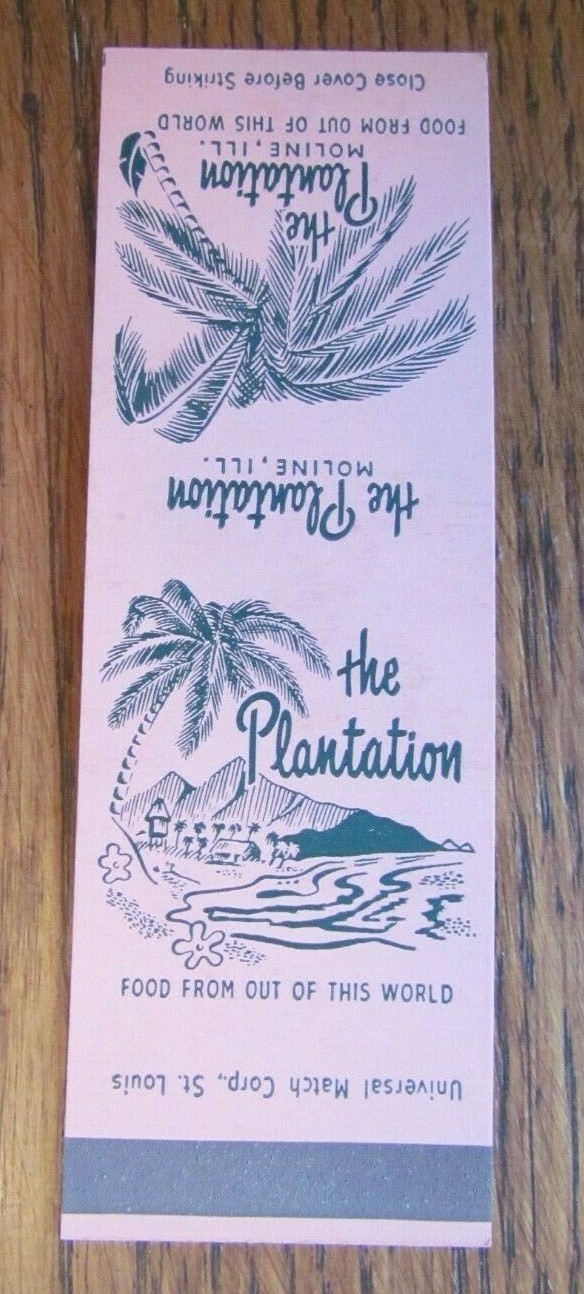 Close Cover Before Striking
FOOD FROM OUT OF THIS WORLD
MOLINE, ILL.
the Plantation
the Plantation
MOLINE, ILL.
the
Plantation
FOOD FROM OUT OF THIS WORLD
Universal Match Corp., St. Louis